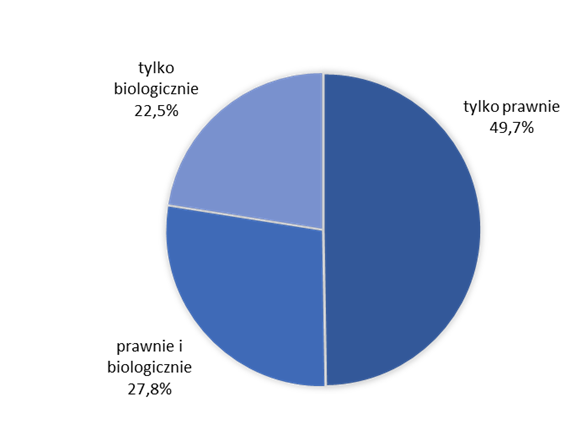 tylko
biologicznie
22,5%
tylko prawnie
49,7%
prawnie i
biologicznie
27,8%